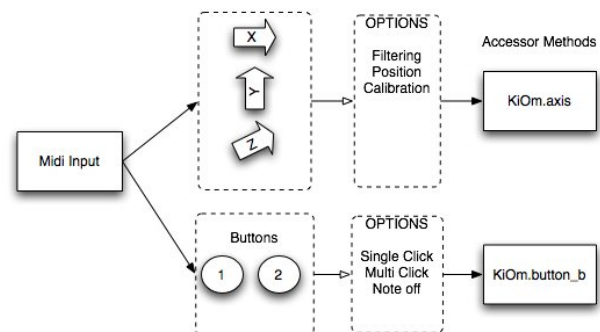 X
Y
Z
OPTIONS
Filtering
Position
Calibration
Accessor Methods
KiOm.axis
Midi Input
Buttons
1
2
OPTIONS
Single Click
Multi Click
Note off
KiOm.button_b